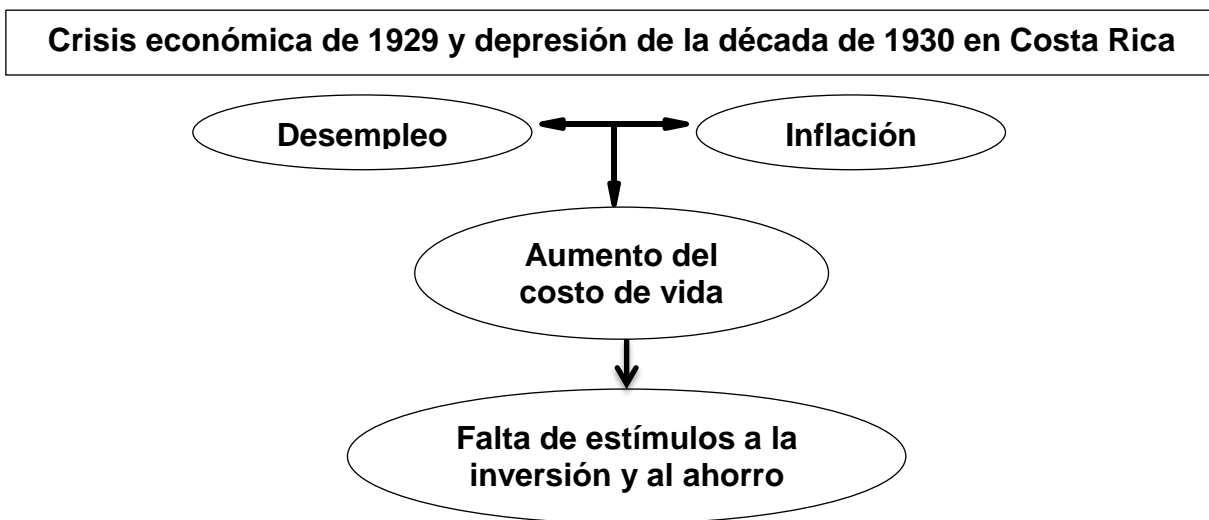 Crisis económica de 1929 y depresión de la década de 1930 en Costa Rica
Desempleo
Inflación
Aumento del
costo de vida
Falta de estímulos a la
inversión y al ahorro